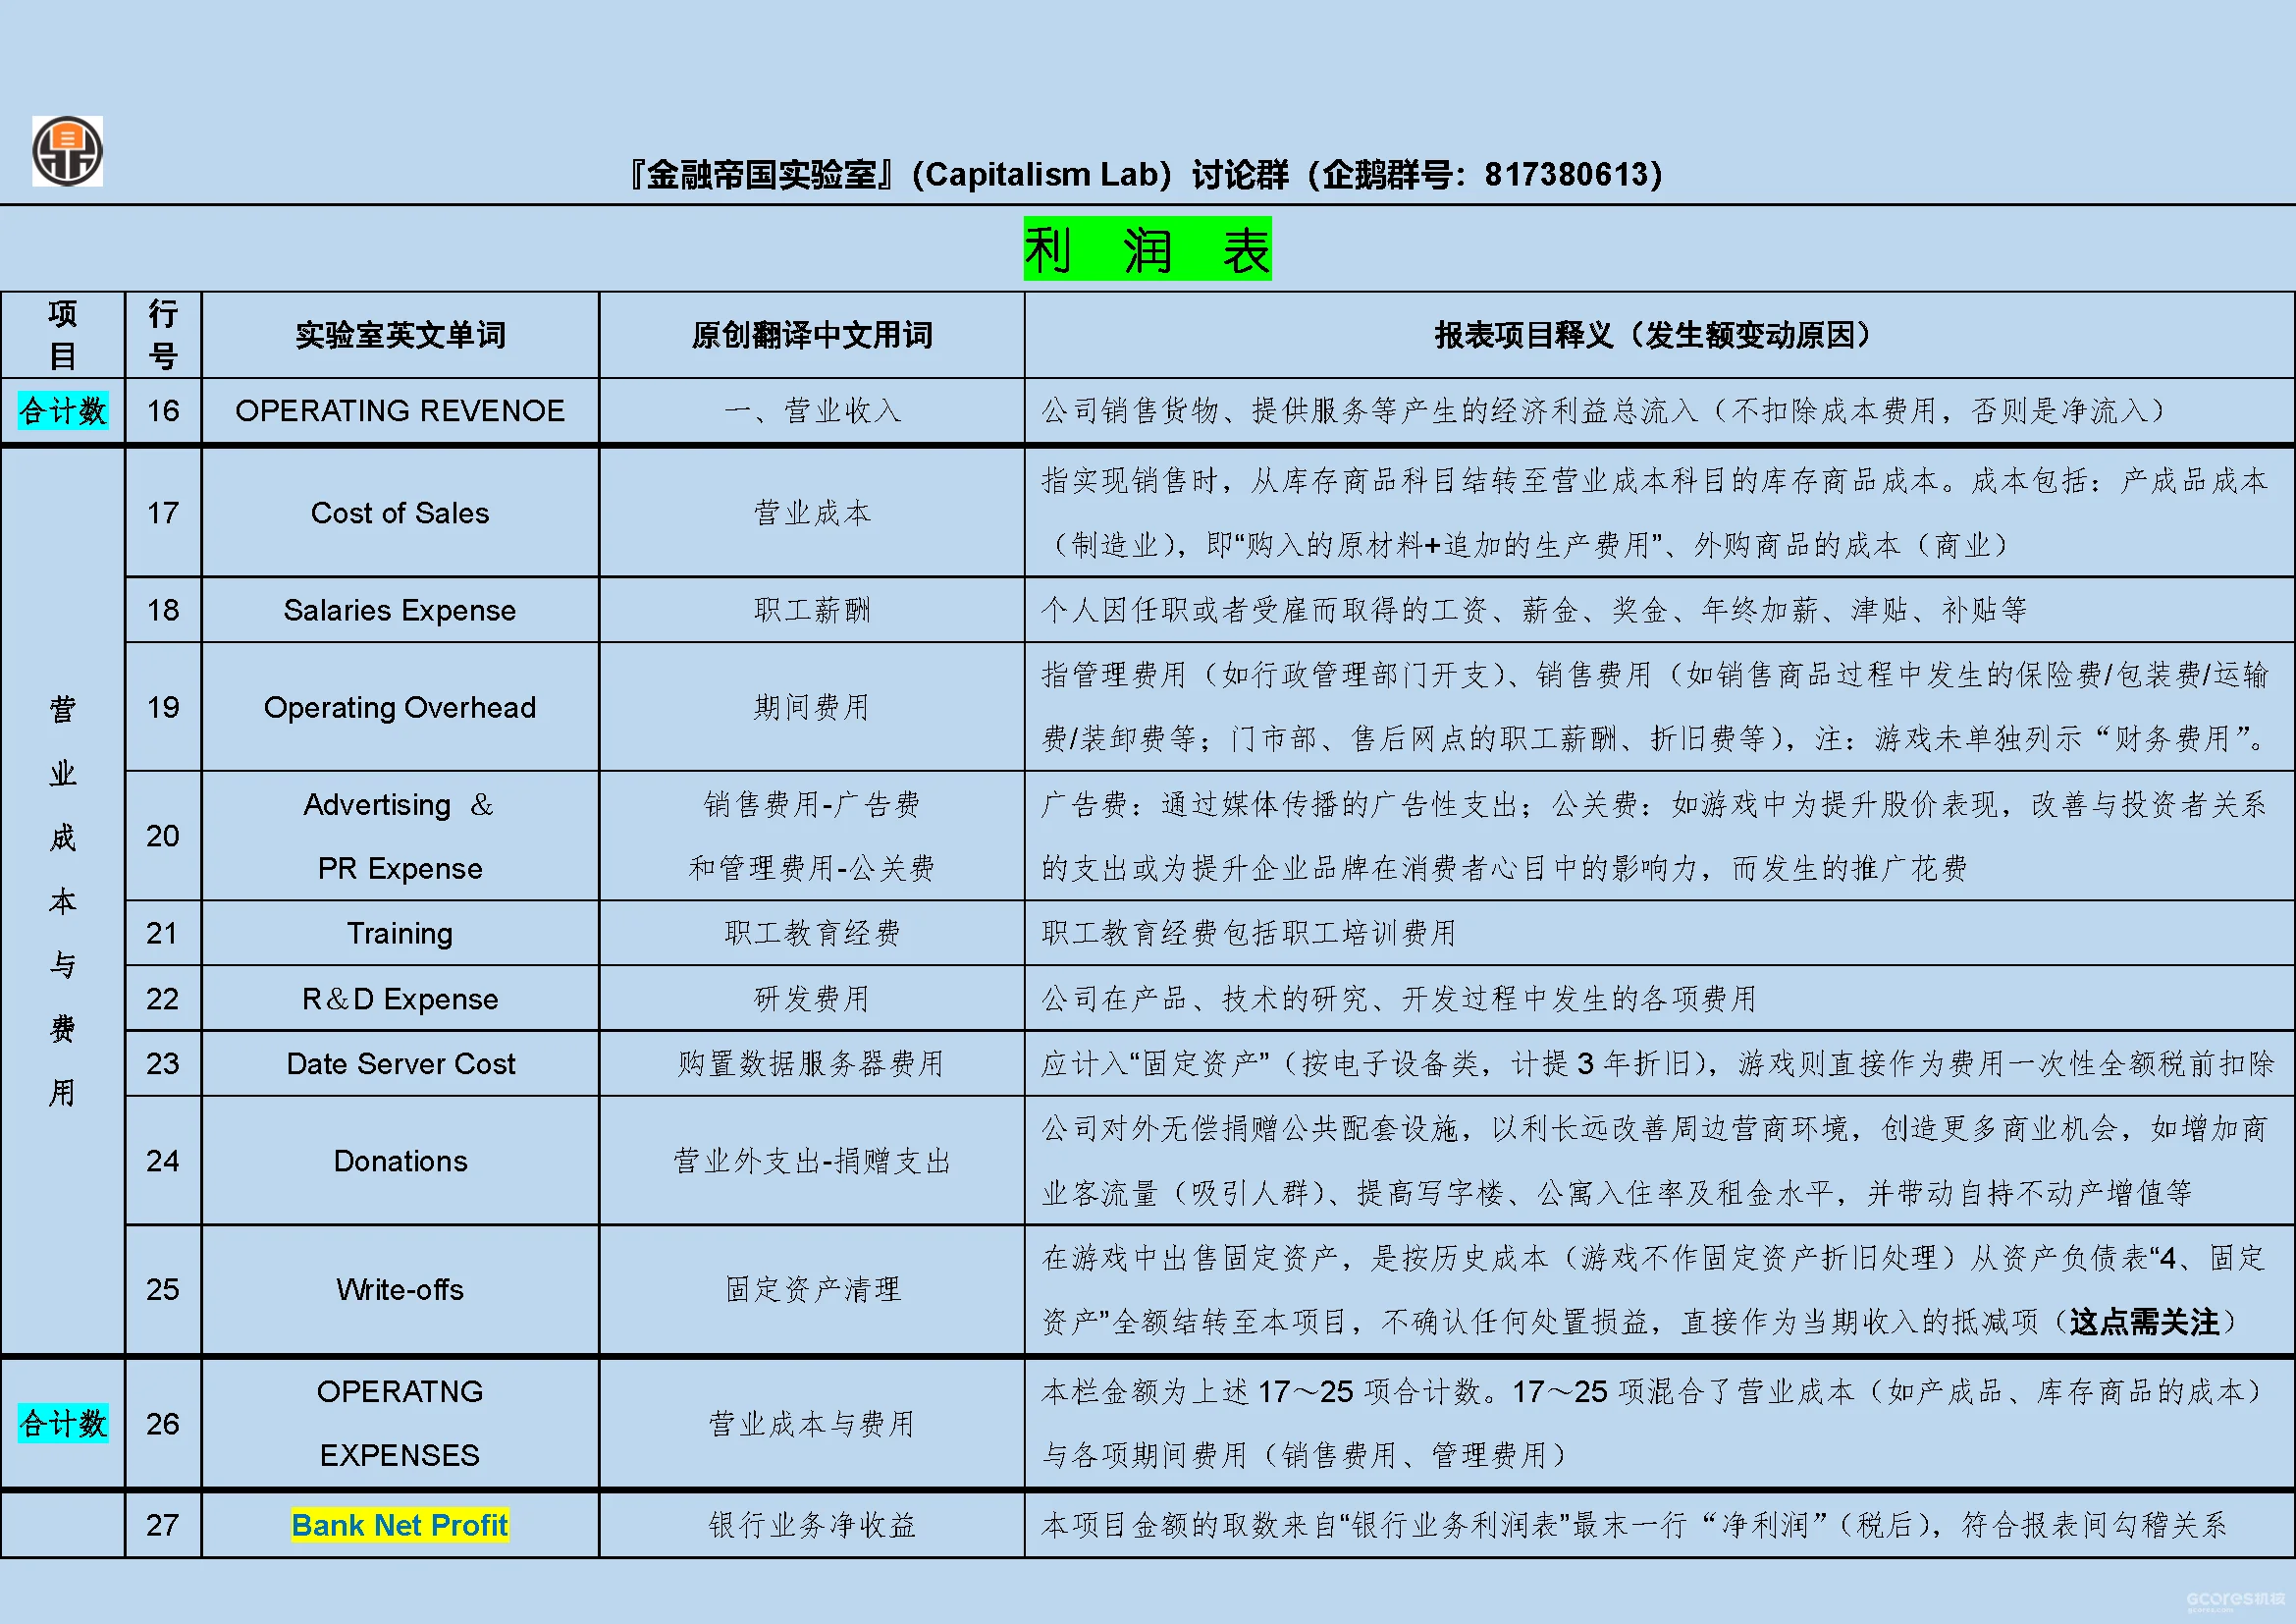 『金融帝国实验室』（Capitalism Lab）讨论群（企鹅群号：817380613）
利 润 表
项目 行号 实验室英文单词 原创翻译中文用词 报表项目释义（发生额变动原因）
合计数 16 OPERATING REVENOE 一、营业收入 公司销售货物、提供服务等产生的经济利益总流入（不扣除成本费用，否则是净流入）
营业成本与费用
17 Cost of Sales 营业成本 指实现销售时，从库存商品科目结转至营业成本科目的库存商品成本。成本包括：产成品成本
（制造业），即“购入的原材料+追加的生产费用”、外购商品的成本（商业）
18 Salaries Expense 职工薪酬 个人因任职或者受雇而取得的工资、薪金、奖金、年终加薪、津贴、补贴等
19 Operating Overhead 期间费用 指管理费用（如行政管理部门开支）、销售费用（如销售商品过程中发生的保险费/包装费/运输
费/装卸费等；门市部、售后网点的职工薪酬、折旧费等），注：游戏未单独列示“财务费用”。
20 Advertising ＆ 销售费用-广告费 广告费：通过媒体传播的广告性支出；公关费：如游戏中为提升股价表现，改善与投资者关系
PR Expense 和管理费用-公关费 的支出或为提升企业品牌在消费者心目中的影响力，而发生的推广花费
21 Training 职工教育经费 职工教育经费包括职工培训费用
22 R＆D Expense 研发费用 公司在产品、技术的研究、开发过程中发生的各项费用
23 Date Server Cost 购置数据服务器费用 应计入“固定资产”（按电子设备类，计提 3 年折旧），游戏则直接作为费用一次性全额税前扣除
24 Donations 营业外支出-捐赠支出 公司对外无偿捐赠公共配套设施，以利长远改善周边营商环境，创造更多商业机会，如增加商
业客流量（吸引人群）、提高写字楼、公寓入住率及租金水平，并带动自持不动产增值等
25 Write-offs 固定资产清理 在游戏中出售固定资产，是按历史成本（游戏不作固定资产折旧处理）从资产负债表“4、固定
资产”全额结转至本项目，不确认任何处置损益，直接作为当期收入的抵减项（这点需关注）
合计数 26 OPERATNG 营业成本与费用 本栏金额为上述 17～25 项合计数。17～25 项混合了营业成本（如产成品、库存商品的成本）
EXPENSES 与各项期间费用（销售费用、管理费用）
27 Bank Net Profit 银行业务净收益 本项目金额的取数来自“银行业务利润表”最末一行“净利润”（税后），符合报表间勾稽关系
gcores机核